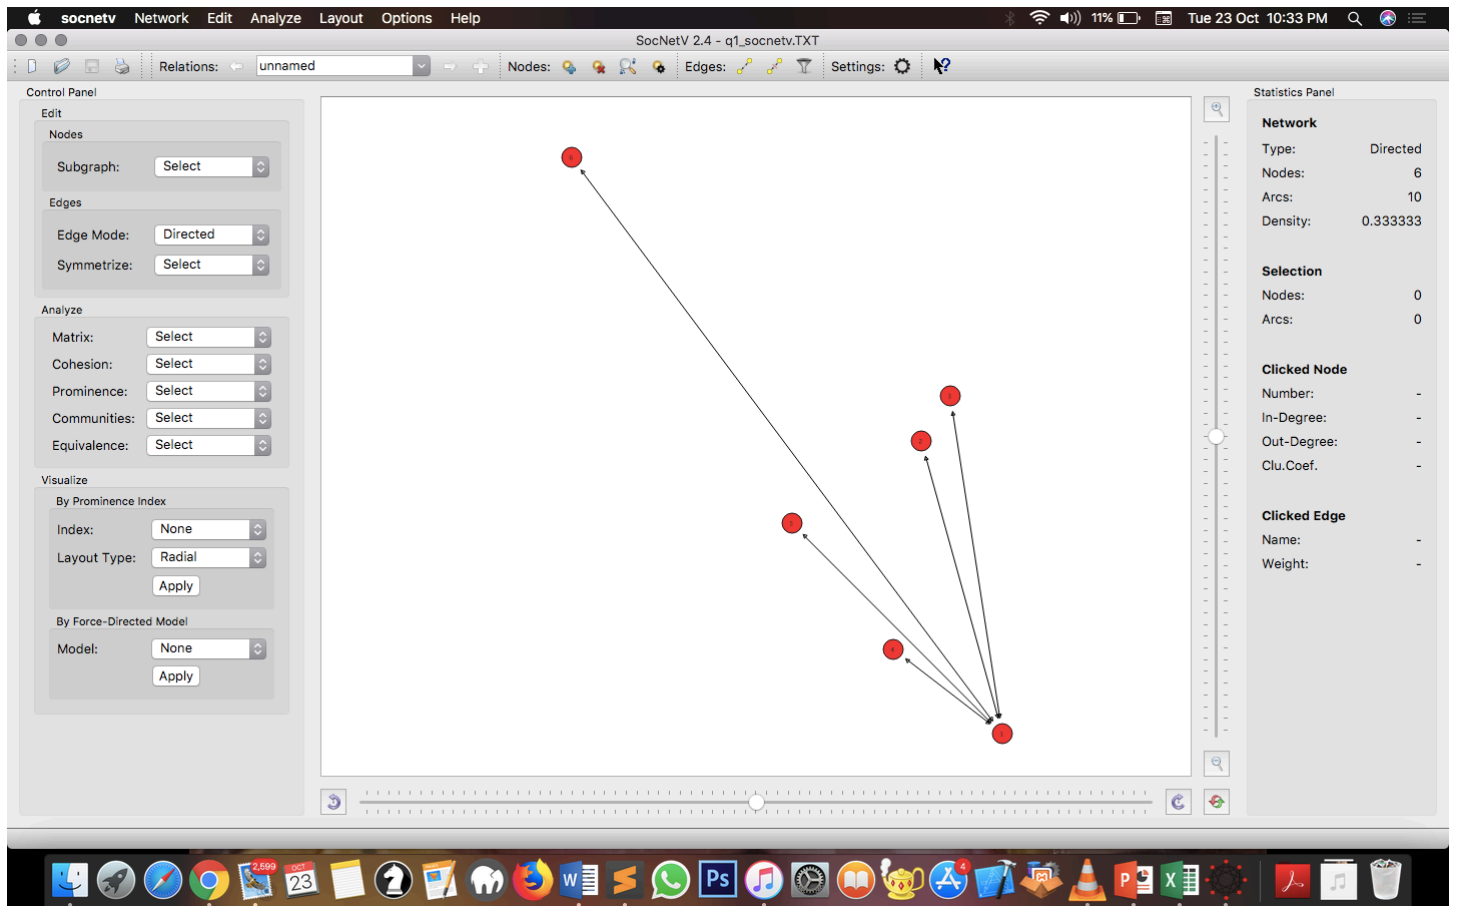 socnetv Network Edit Analyze Layout Options Help 11% Tue 23 Oct 10:33 PM
SocNetV 2.4 - q1_socnetv.TXT
Relations: unnamed Nodes: Edges: Settings:
Control Panel
Edit
Nodes
Subgraph: Select
Edges
Edge Mode: Directed
Symmetrize: Select
Analyze
Matrix: Select
Cohesion: Select
Prominence: Select
Communities: Select
Equivalence: Select
Visualize
By Prominence Index
Index: None
Layout Type: Radial
Apply
By Force-Directed Model
Model: None
Apply
Statistics Panel
Network
Type: Directed
Nodes: 6
Arcs: 10
Density: 0.333333
Selection
Nodes: 0
Arcs: 0
Clicked Node
Number: -
In-Degree: -
Out-Degree: -
Clu.Coef. -
Clicked Edge
Name: -
Weight: -
2,599
OCT
23
W
Ps
4
P
X